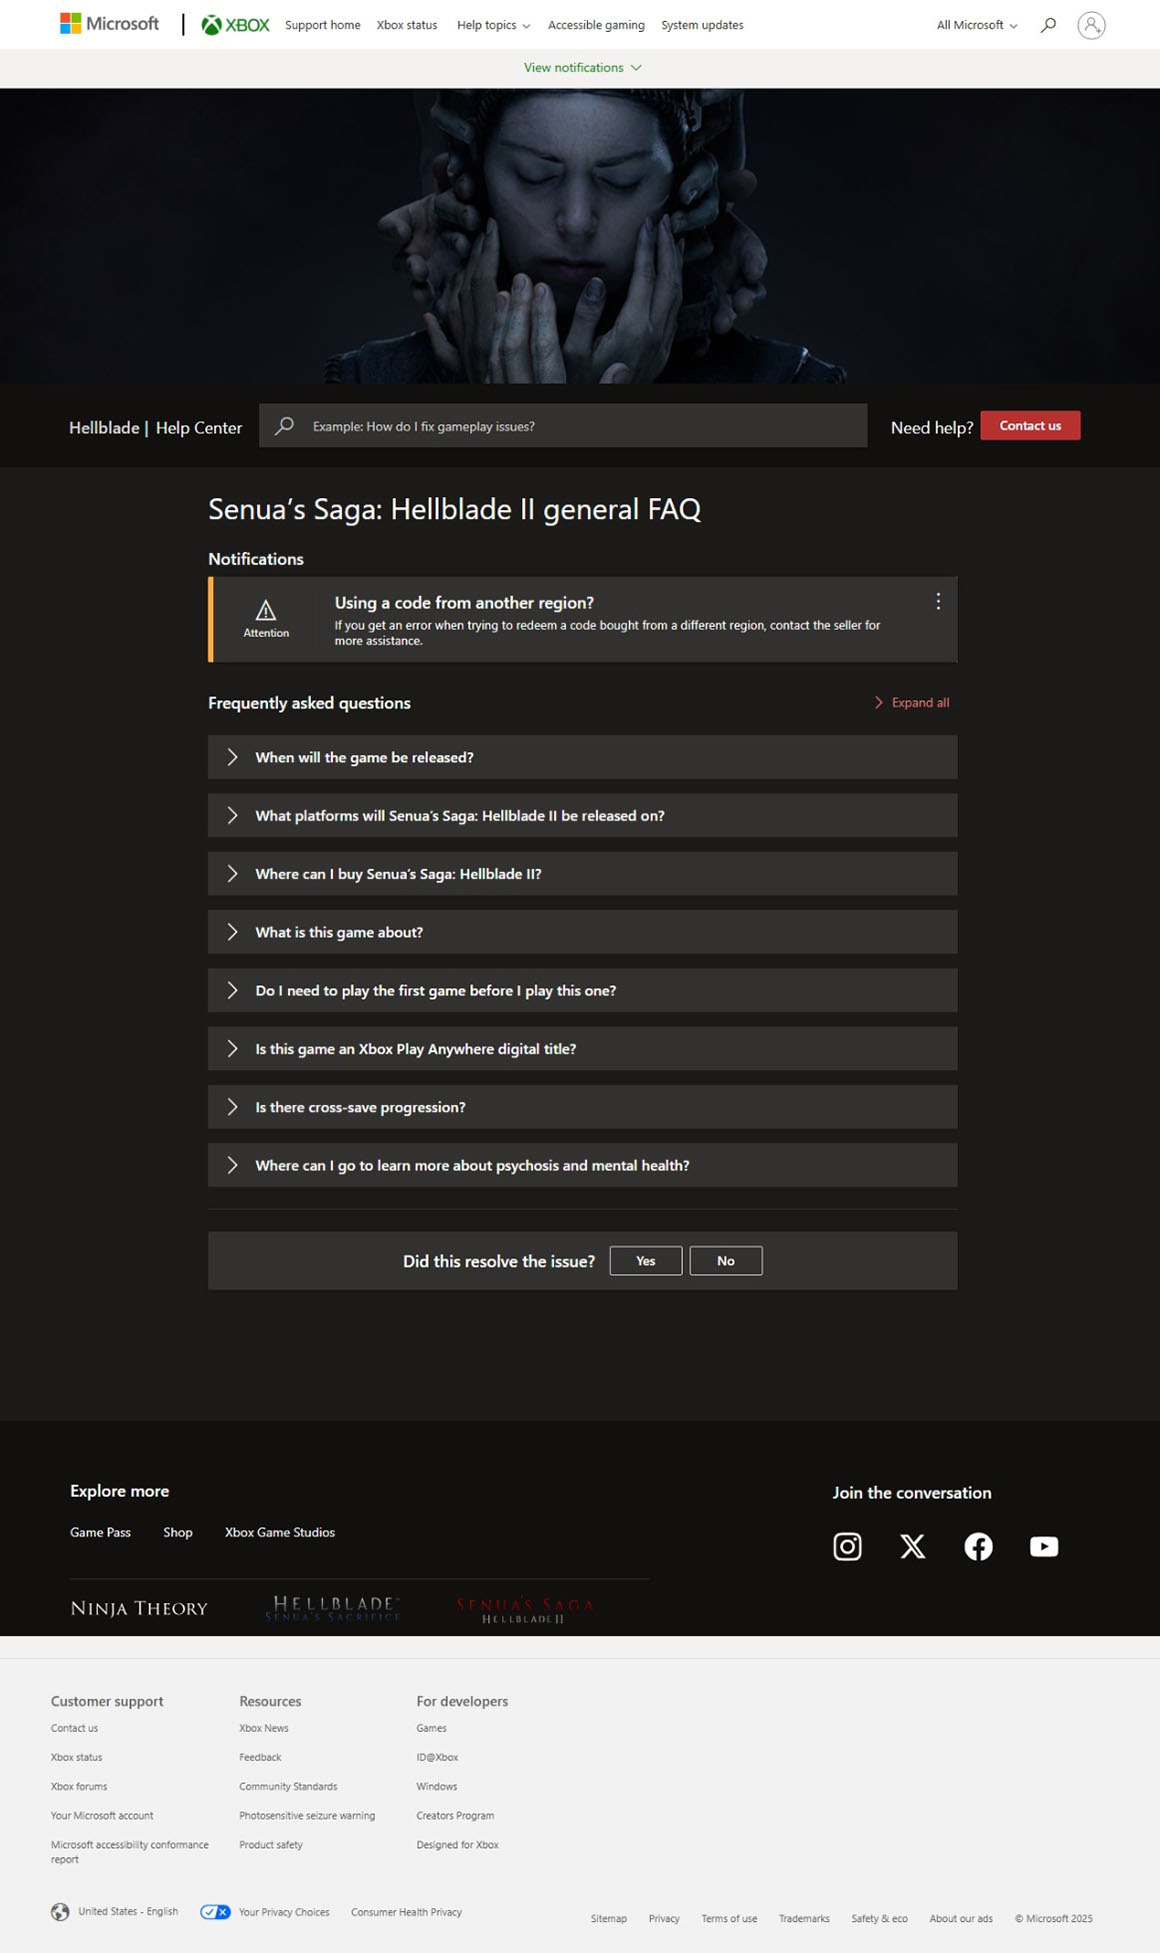 Microsoft
XBOX
Support home
Xbox status
Help topics
Accessible gaming
System updates
All Microsoft
View notifications
Hellblade | Help Center
Example: How do I fix gameplay issues?
Need help?
Contact us
Senua's Saga: Hellblade II general FAQ
Notifications
Attention
Using a code from another region?
If you get an error when trying to redeem a code bought from a different region, contact the seller for
more assistance.
Frequently asked questions
Expand all
When will the game be released?
What platforms will Senua's Saga: Hellblade II be released on?
Where can I buy Senua's Saga: Hellblade II?
What is this game about?
Do I need to play the first game before I play this one?
Is this game an Xbox Play Anywhere digital title?
Is there cross-save progression?
Where can I go to learn more about psychosis and mental health?
Did this resolve the issue?
Yes
No
Explore more
Game Pass
Shop
Xbox Game Studios
Join the conversation
NINJA THEORY
HELLBLADE™
SENUA'S SACRIFICE
SENUA'S SAGA
HELLBLADE II
Customer support
Contact us
Xbox status
Xbox forums
Your Microsoft account
Microsoft accessibility conformance
report
Resources
Xbox News
Feedback
Community Standards
Photosensitive seizure warning
Product safety
For developers
Games
ID@Xbox
Windows
Creators Program
Designed for Xbox
United States - English
Your Privacy Choices
Consumer Health Privacy
Sitemap
Privacy
Terms of use
Trademarks
Safety & eco
About our ads
© Microsoft 2025